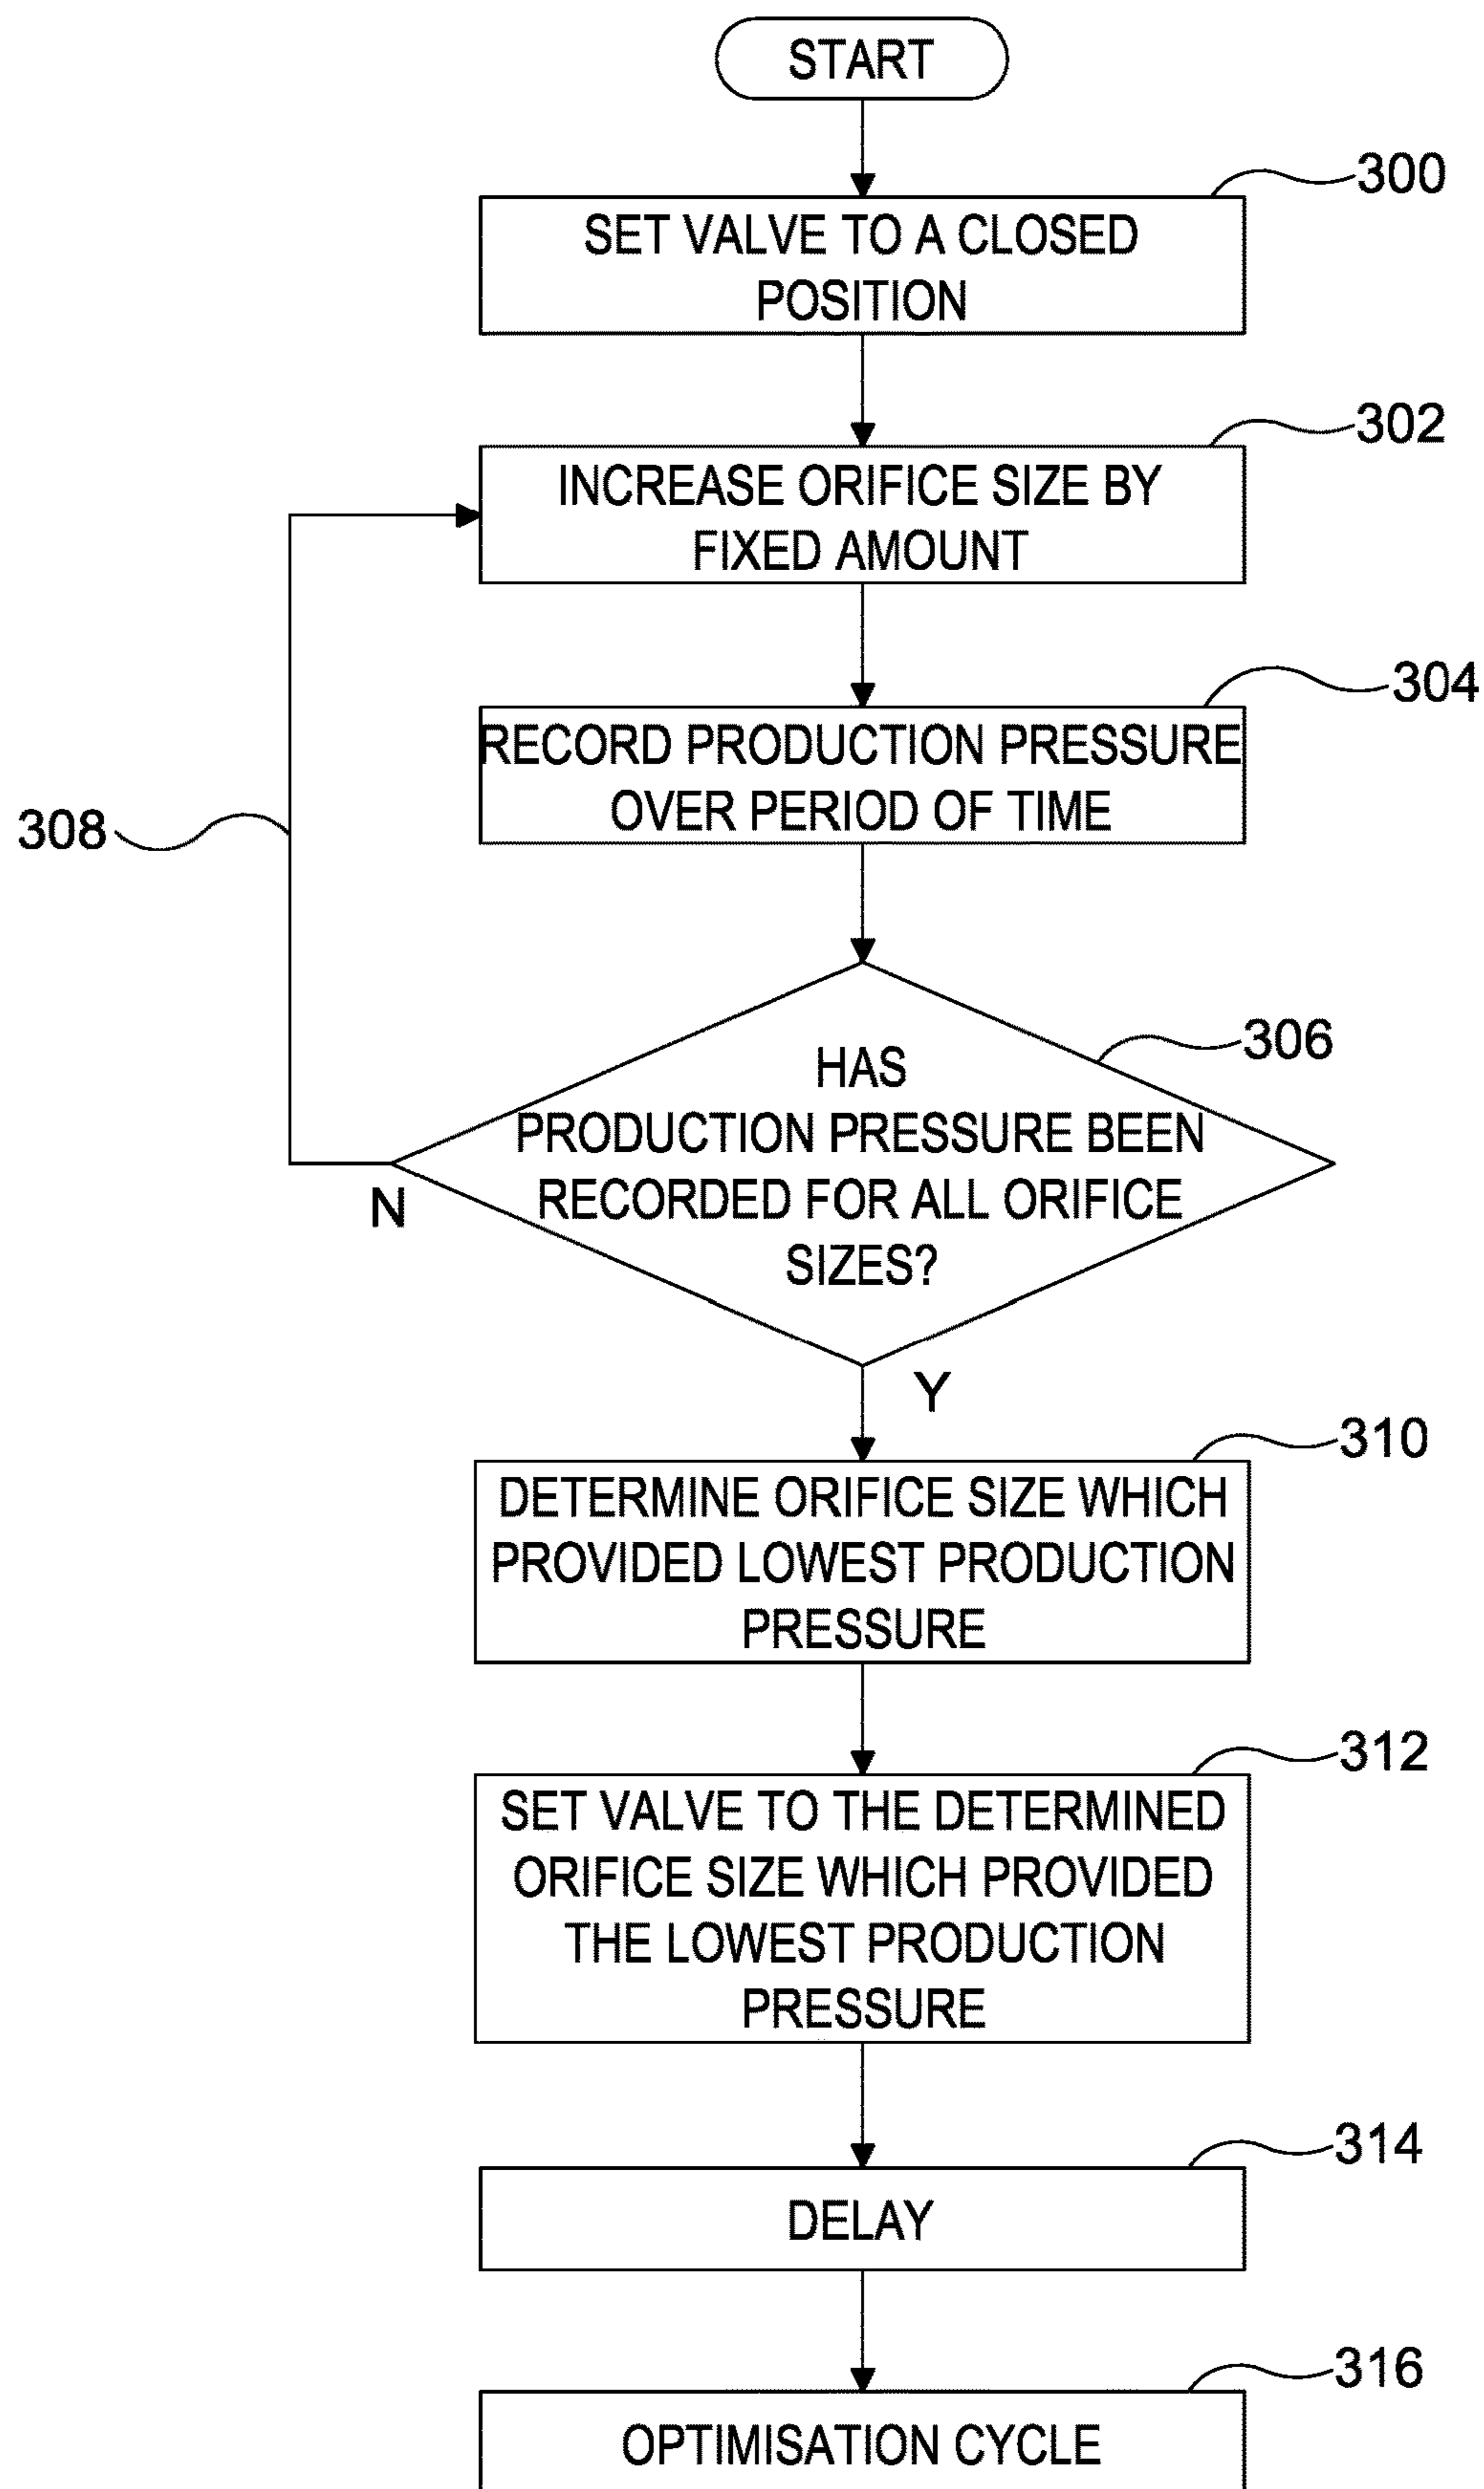 START
300
SET VALVE TO A CLOSED
POSITION
302
INCREASE ORIFICE SIZE BY
FIXED AMOUNT
304
RECORD PRODUCTION PRESSURE
OVER PERIOD OF TIME
308
306
HAS
PRODUCTION PRESSURE BEEN
RECORDED FOR ALL ORIFICE
SIZES?
N
Y
310
DETERMINE ORIFICE SIZE WHICH
PROVIDED LOWEST PRODUCTION
PRESSURE
312
SET VALVE TO THE DETERMINED
ORIFICE SIZE WHICH PROVIDED
THE LOWEST PRODUCTION
PRESSURE
314
DELAY
316
OPTIMISATION CYCLE